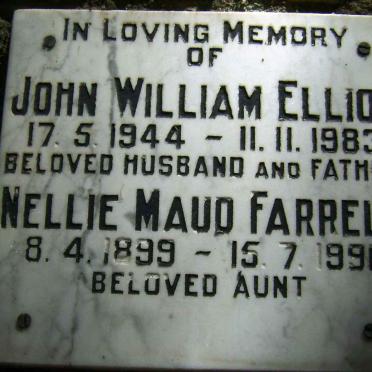 IN LOVING MEMORY
OF
JOHN WILLIAM ELLIO
17. 5. 1944 - 11. 11. 1983
BELOVED HUSBAND AND FATH
NELLIE MAUD FARREL
8. 4. 1899 - 15. 7. 199
BELOVED AUNT